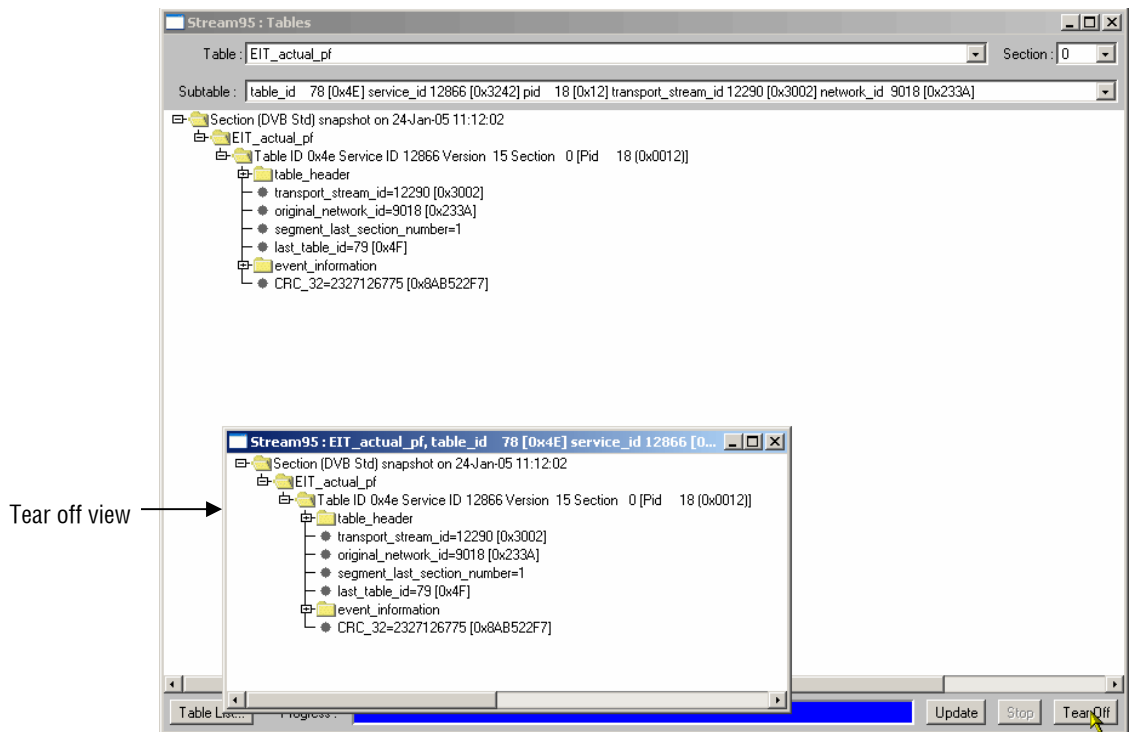 Stream95 : Tables
Table : EIT_actual_pf Section : 0
Subtable : table_id 78 [0x4E] service_id 12866 [0x3242] pid 18 [0x12] transport_stream_id 12290 [0x3002] network_id 9018 [0x233A]
Section (DVB Std) snapshot on 24-Jan-05 11:12:02
EIT_actual_pf
Table ID 0x4e Service ID 12866 Version 15 Section 0 [Pid 18 (0x0012)]
table_header
transport_stream_id=12290 [0x3002]
original_network_id=9018 [0x233A]
segment_last_section_number=1
last_table_id=79 [0x4F]
event_information
CRC_32=2327126775 [0x8AB522F7]
Stream95 : EIT_actual_pf, table_id 78 [0x4E] service_id 12866 [0...
Section (DVB Std) snapshot on 24-Jan-05 11:12:02
EIT_actual_pf
Table ID 0x4e Service ID 12866 Version 15 Section 0 [Pid 18 (0x0012)]
table_header
transport_stream_id=12290 [0x3002]
original_network_id=9018 [0x233A]
segment_last_section_number=1
last_table_id=79 [0x4F]
event_information
CRC_32=2327126775 [0x8AB522F7]
Tear off view
Table List... Progress : Update Stop Tear Off